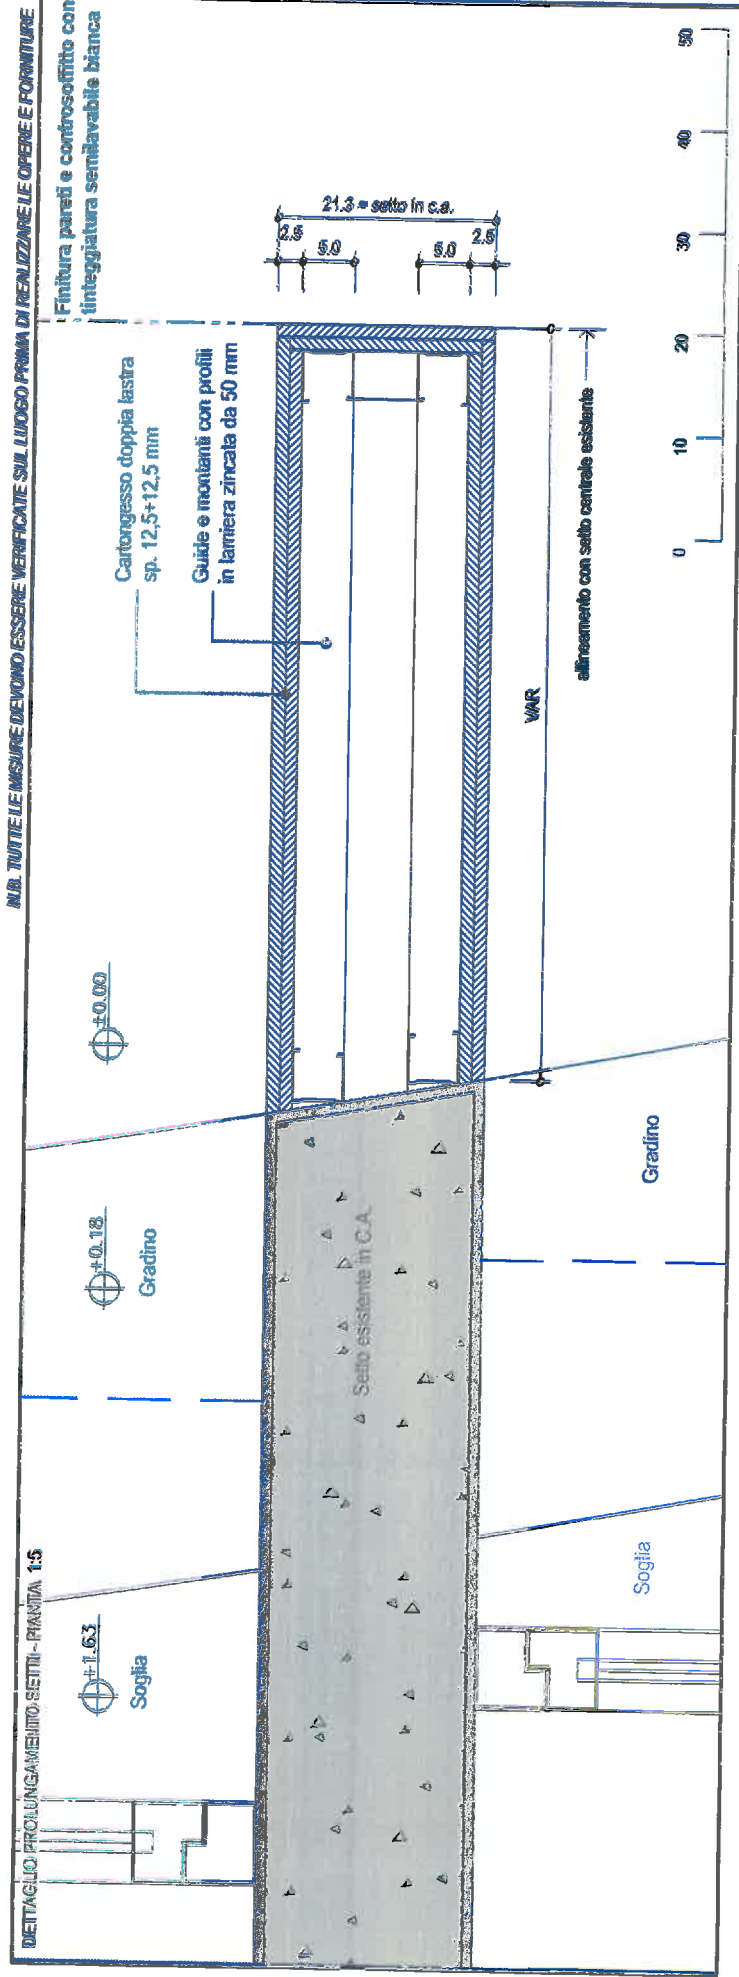 DETTAGLIO PROLUNGAMENTO SETTI - PIANTA 1:5
N.B. TUTTE LE MISURE DEVONO ESSERE VERIFICATE SUL LUOGO PRIMA DI REALIZZARE LE OPERE E FORNITURE
Finitura pareti e controsoffitto con
tinteggiatura semilavabile bianca
Cartongesso doppia lastra
sp. 12,5+12,5 mm
Guide e montanti con profili
in lamiera zincata da 50 mm
+1.63
Soglia
+0.18
Gradino
±0.00
Setto esistente in C.A.
2.5
5.0
5.0
2.5
21.3 = setto in c.a.
VAR
allineamento con setto centrale esistente
Soglia
Gradino
0 10 20 30 40 50